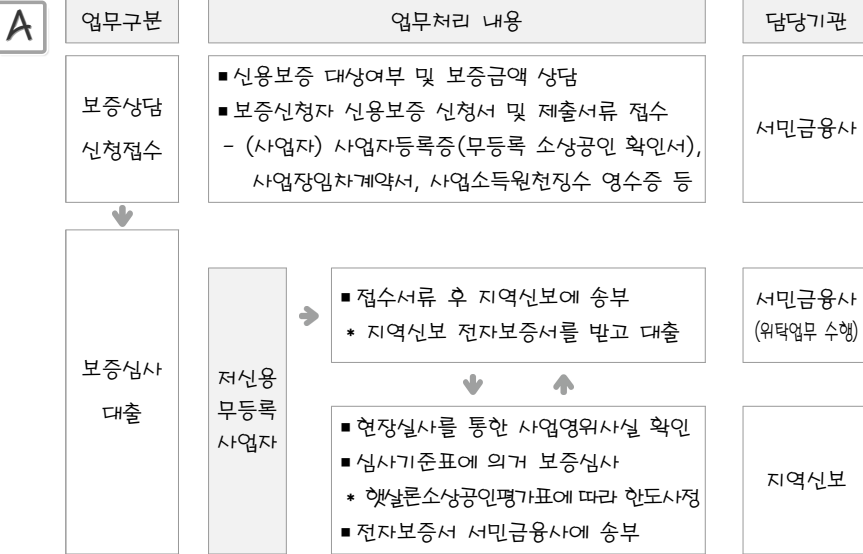 A
업무구분 업무처리 내용 담당기관
보증상담
신청접수
■ 신용보증 대상여부 및 보증금액 상담
■ 보증신청자 신용보증 신청서 및 제출서류 접수
- (사업자) 사업자등록증(무등록 소상공인 확인서),
사업장임차계약서, 사업소득원천징수 영수증 등
서민금융사
보증심사
대출
저신용
무등록
사업자
■ 접수서류 후 지역신보에 송부
* 지역신보 전자보증서를 받고 대출
서민금융사
(위탁업무 수행)
■ 현장실사를 통한 사업영위사실 확인
■ 심사기준표에 의거 보증심사
* 햇살론소상공인평가표에 따라 한도사정
■ 전자보증서 서민금융사에 송부
지역신보